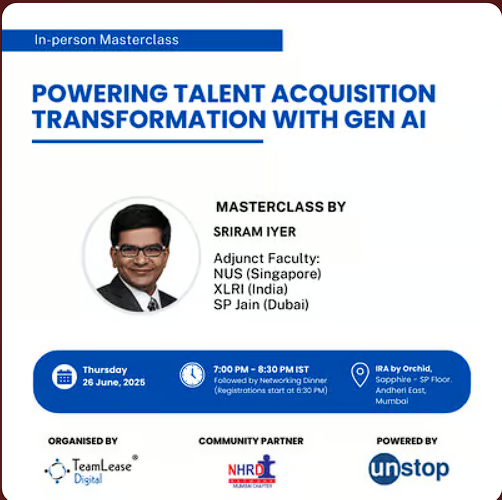 In-person Masterclass
POWERING TALENT ACQUISITION
TRANSFORMATION WITH GEN AI
MASTERCLASS BY
SRIRAM IYER
Adjunct Faculty:
NUS (Singapore)
XLRI (India)
SP Jain (Dubai)
Thursday
26 June, 2025
7:00 PM - 8:30 PM IST
Followed by Networking Dinner
(Registrations start at 6:30 PM)
IRA by Orchid,
Sapphire - SP Floor.
Andheri East,
Mumbai
ORGANISED BY
TeamLease®
Digital
COMMUNITY PARTNER
NHRD
NETWORK
MUMBAI CHAPTER
POWERED BY
unstop